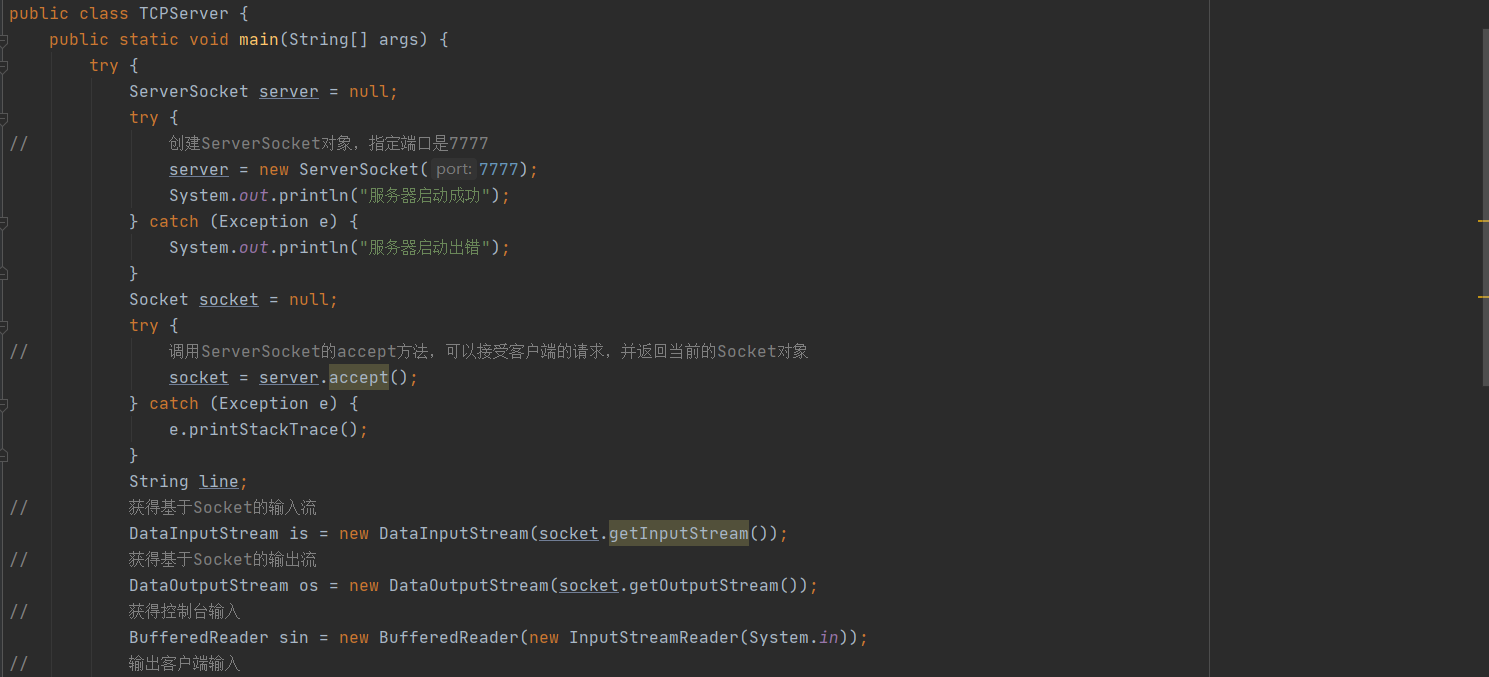 public class TCPServer {
    public static void main(String[] args) {
        try {
            ServerSocket server = null;
            try {
//              创建ServerSocket对象，指定端口是7777
                server = new ServerSocket( port: 7777);
                System.out.println("服务器启动成功");
            } catch (Exception e) {
                System.out.println("服务器启动出错");
            }
            Socket socket = null;
            try {
//              调用ServerSocket的accept方法，可以接受客户端的请求，并返回当前的Socket对象
                socket = server.accept();
            } catch (Exception e) {
                e.printStackTrace();
            }
            String line;
//          获得基于Socket的输入流
            DataInputStream is = new DataInputStream(socket.getInputStream());
//          获得基于Socket的输出流
            DataOutputStream os = new DataOutputStream(socket.getOutputStream());
//          获得控制台输入
            BufferedReader sin = new BufferedReader(new InputStreamReader(System.in));
//          输出客户端输入